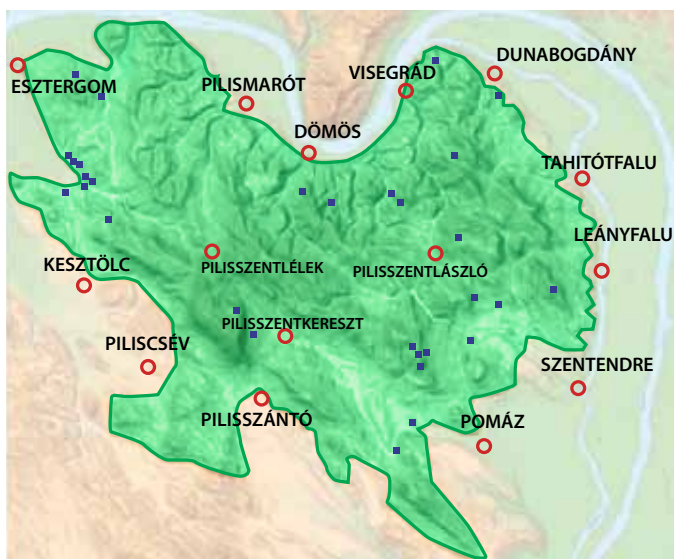 DUNABOGDÁNY
ESZTERGOM
PILISMARÓT
VISEGRÁD
DÖMÖS
TAHITÓTFALU
LEÁNYFALU
KESZTÖLC
PILISSZENTLÉLEK
PILISSZENTLÁSZLÓ
PILISSZENTKERESZT
PILISCSÉV
SZENTENDRE
PILISSZÁNTÓ
POMÁZ